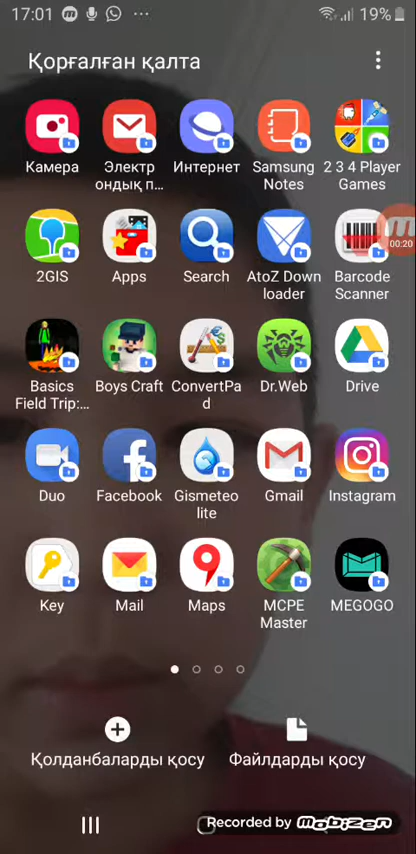 17:01
19%
Қорғалған қалта
Камера
Электр
ондық п...
Интернет
Samsung
Notes
2 3 4 Player
Games
00:20
2GIS
Apps
Search
AtoZ Down
loader
Barcode
Scanner
Basics
Field Trip:...
Boys Craft
ConvertPa
d
Dr.Web
Drive
Duo
Facebook
Gismeteo
lite
Gmail
Instagram
Key
Mail
Maps
MCPE
Master
MEGOGO
Қолданбаларды қосу
Файлдарды қосу
Recorded by mobizen